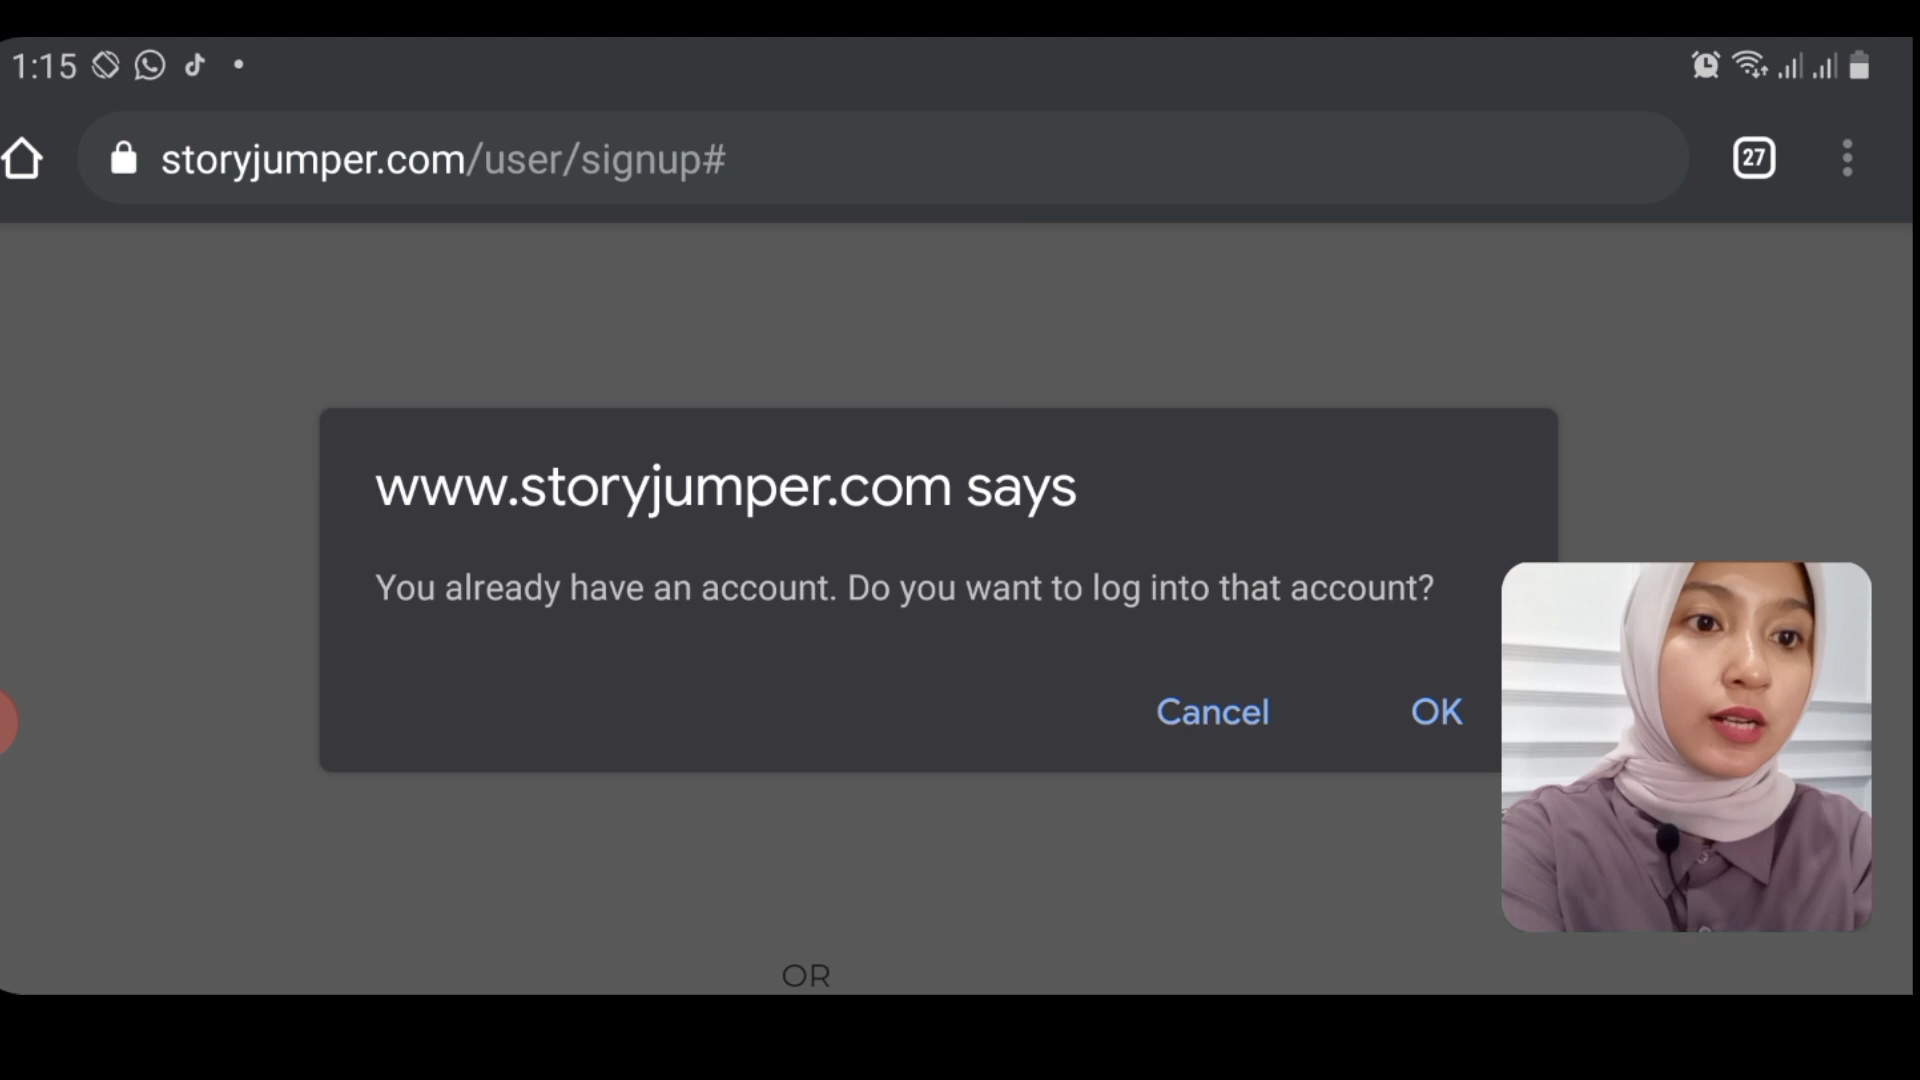 1:15
storyjumper.com/user/signup#
27
www.storyjumper.com says
You already have an account. Do you want to log into that account?
Cancel OK
OR